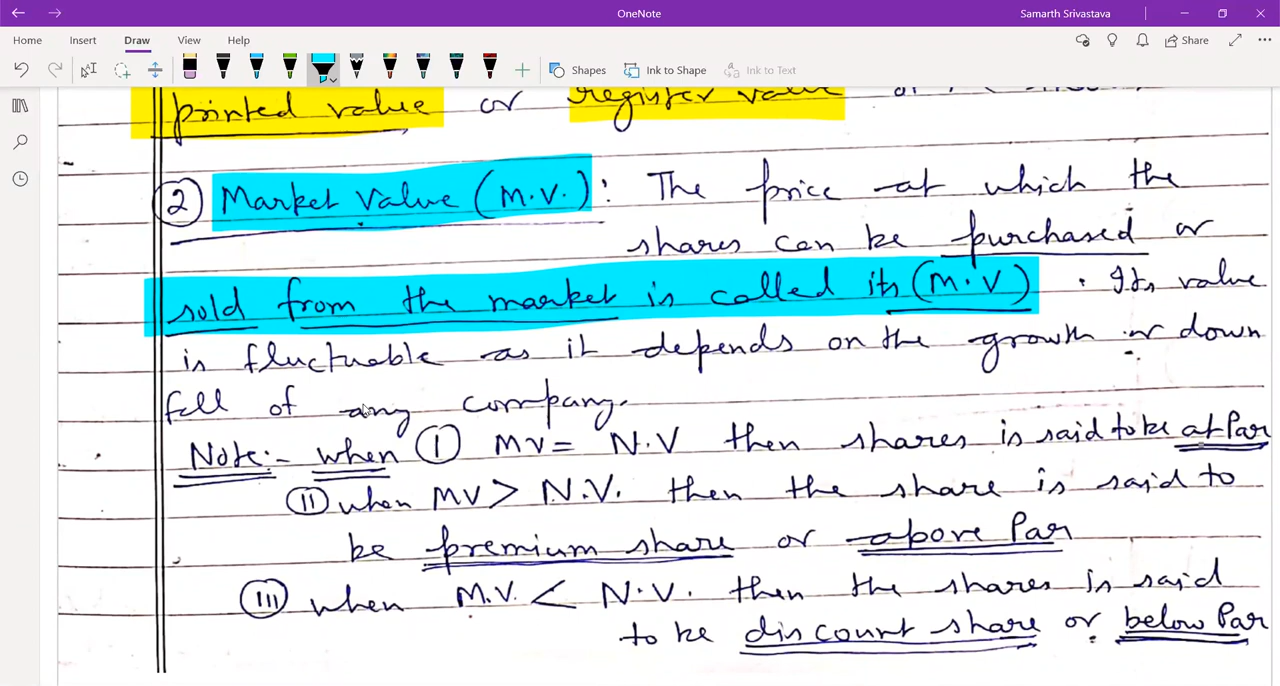 OneNote
Samarth Srivastava
Home Insert Draw View Help
Share
Shapes Ink to Shape Ink to Text
printed value or register value or
② Market Value (M.V.) : The price at which the
shares can be purchased or
sold from the market is called its (M.V) . Its value
is fluctuable as it depends on the growth or down
fall of any company.
Note:- when ① MV = N.V then shares is said to be at Par
⑪ when MV > N.V. then the share is said to
be premium share or above Par
⑪I when M.V. < N.V. then the shares is said
to be discount share or below Par